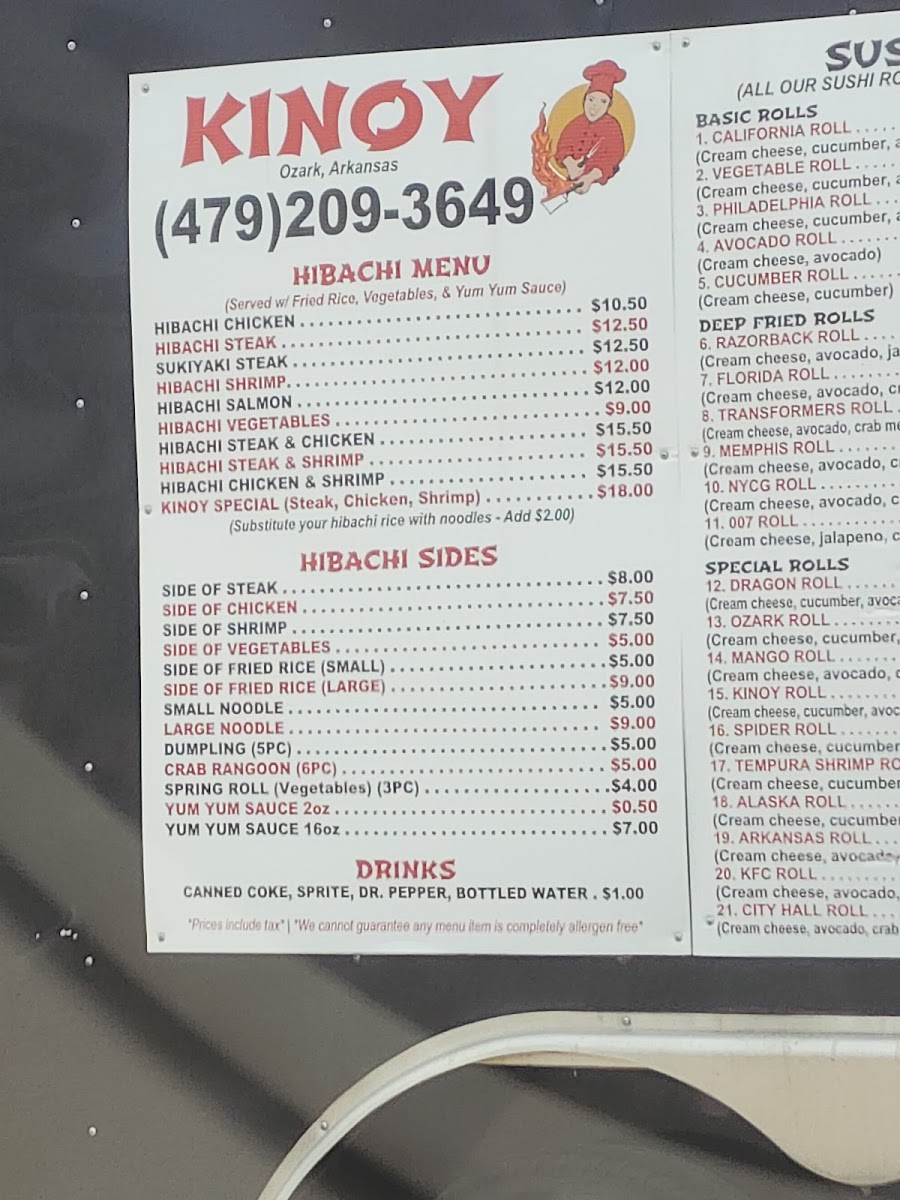 KINOY
Ozark, Arkansas
(479)209-3649
HIBACHI MENU
(Served w/ Fried Rice, Vegetables, & Yum Yum Sauce)
HIBACHI CHICKEN $10.50
HIBACHI STEAK $12.50
SUKIYAKI STEAK $12.50
HIBACHI SHRIMP $12.00
HIBACHI SALMON $12.00
HIBACHI VEGETABLES $9.00
HIBACHI STEAK & CHICKEN $15.50
HIBACHI STEAK & SHRIMP $15.50
HIBACHI CHICKEN & SHRIMP $15.50
KINOY SPECIAL (Steak, Chicken, Shrimp) $18.00
(Substitute your hibachi rice with noodles - Add $2.00)
HIBACHI SIDES
SIDE OF STEAK $8.00
SIDE OF CHICKEN $7.50
SIDE OF SHRIMP $7.50
SIDE OF VEGETABLES $5.00
SIDE OF FRIED RICE (SMALL) $5.00
SIDE OF FRIED RICE (LARGE) $9.00
SMALL NOODLE $5.00
LARGE NOODLE $9.00
DUMPLING (5PC) $5.00
CRAB RANGOON (6PC) $5.00
SPRING ROLL (Vegetables) (3PC) $4.00
YUM YUM SAUCE 2oz $0.50
YUM YUM SAUCE 16oz $7.00
DRINKS
CANNED COKE, SPRITE, DR. PEPPER, BOTTLED WATER . $1.00
*Prices include tax* | *We cannot guarantee any menu item is completely allergen free*
SUS
(ALL OUR SUSHI RO
BASIC ROLLS
1. CALIFORNIA ROLL
(Cream cheese, cucumber, a
2. VEGETABLE ROLL
(Cream cheese, cucumber, a
3. PHILADELPHIA ROLL
(Cream cheese, cucumber, a
4. AVOCADO ROLL
(Cream cheese, avocado)
5. CUCUMBER ROLL
(Cream cheese, cucumber)
DEEP FRIED ROLLS
6. RAZORBACK ROLL
(Cream cheese, avocado, ja
7. FLORIDA ROLL
(Cream cheese, avocado, cr
8. TRANSFORMERS ROLL
(Cream cheese, avocado, crab me
9. MEMPHIS ROLL
(Cream cheese, avocado, c
10. NYCG ROLL
(Cream cheese, avocado, c
11. 007 ROLL
(Cream cheese, jalapeno, c
SPECIAL ROLLS
12. DRAGON ROLL
(Cream cheese, cucumber, avoca
13. OZARK ROLL
(Cream cheese, cucumber,
14. MANGO ROLL
(Cream cheese, avocado, c
15. KINOY ROLL
(Cream cheese, cucumber, avoc
16. SPIDER ROLL
(Cream cheese, cucumber
17. TEMPURA SHRIMP RO
(Cream cheese, cucumber
18. ALASKA ROLL
(Cream cheese, cucumber
19. ARKANSAS ROLL
(Cream cheese, avocado,
20. KFC ROLL
(Cream cheese, avocado,
21. CITY HALL ROLL
(Cream cheese, avocado, crab